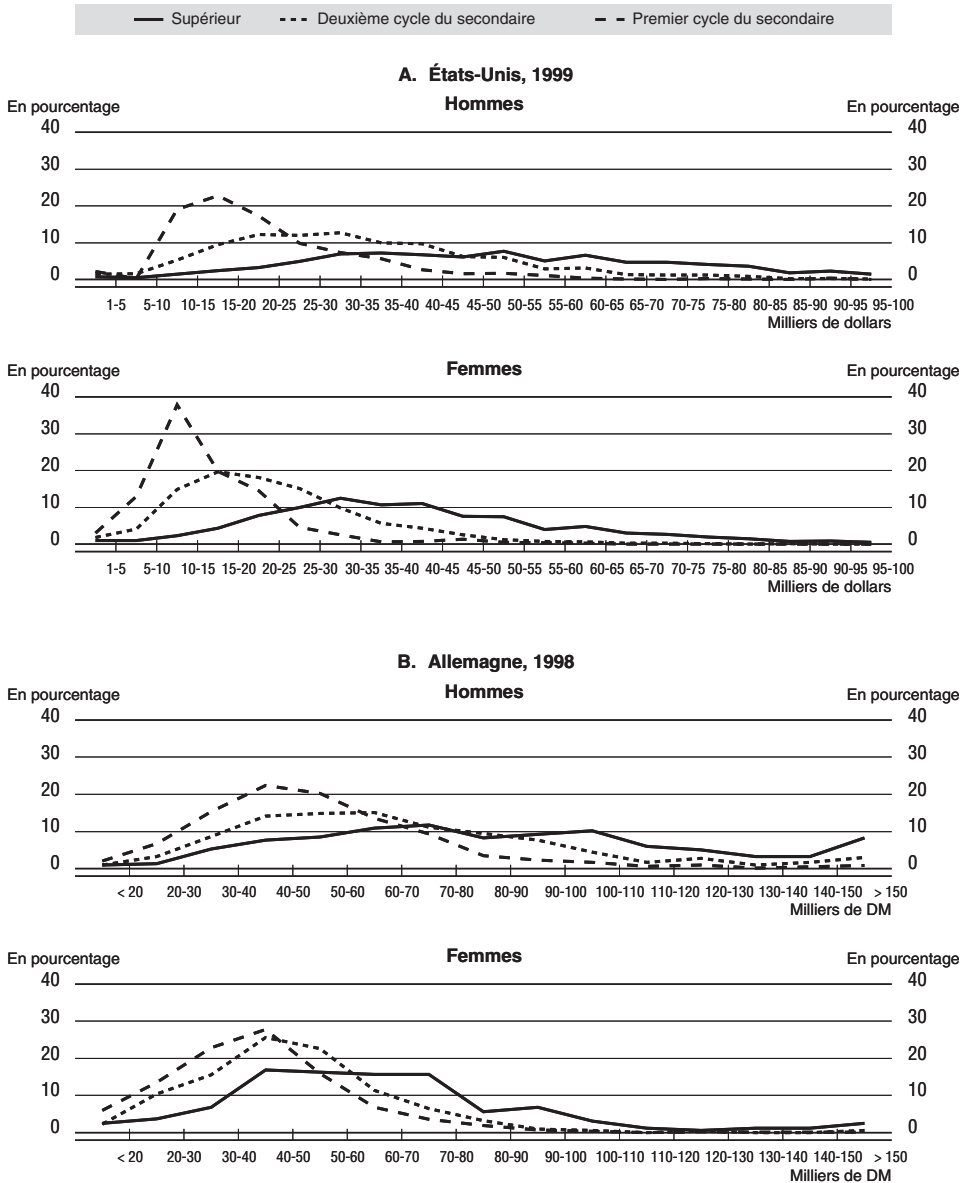 Supérieur Deuxième cycle du secondaire Premier cycle du secondaire
A. États-Unis, 1999
Hommes
En pourcentage En pourcentage
40 40
30 30
20 20
10 10
0 0
1-5 5-10 10-15 15-20 20-25 25-30 30-35 35-40 40-45 45-50 50-55 55-60 60-65 65-70 70-75 75-80 80-85 85-90 90-95 95-100
Milliers de dollars
Femmes
En pourcentage En pourcentage
40 40
30 30
20 20
10 10
0 0
1-5 5-10 10-15 15-20 20-25 25-30 30-35 35-40 40-45 45-50 50-55 55-60 60-65 65-70 70-75 75-80 80-85 85-90 90-95 95-100
Milliers de dollars
B. Allemagne, 1998
Hommes
En pourcentage En pourcentage
40 40
30 30
20 20
10 10
0 0
< 20 20-30 30-40 40-50 50-60 60-70 70-80 80-90 90-100 100-110 110-120 120-130 130-140 140-150 > 150
Milliers de DM
Femmes
En pourcentage En pourcentage
40 40
30 30
20 20
10 10
0 0
< 20 20-30 30-40 40-50 50-60 60-70 70-80 80-90 90-100 100-110 110-120 120-130 130-140 140-150 > 150
Milliers de DM